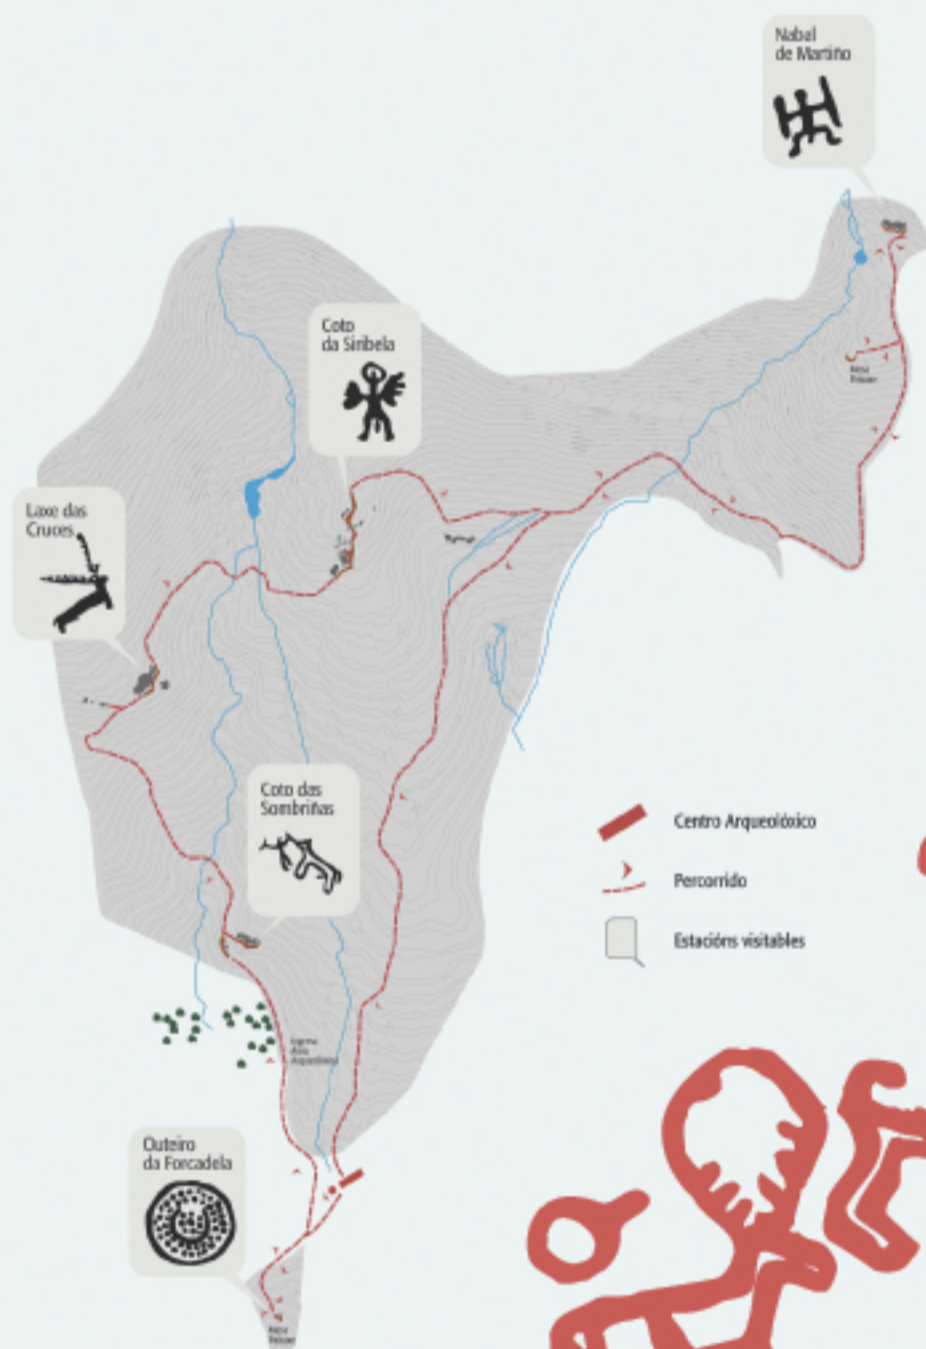 Nabal
de Martiño
Coto
da Siribela
Laxe das
Cruces
Coto das
Sombriñas
Centro Arqueolóxico
Percorrido
Estacións visitables
Outeiro
da Forcadela